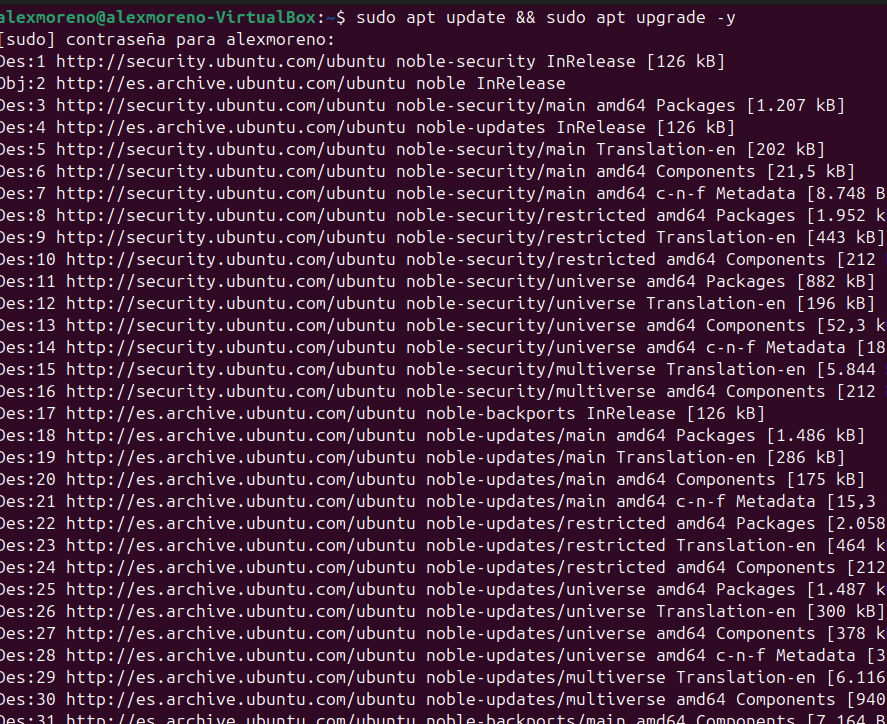 alexmoreno@alexmoreno-VirtualBox:~$ sudo apt update && sudo apt upgrade -y
[sudo] contraseña para alexmoreno:
Des:1 http://security.ubuntu.com/ubuntu noble-security InRelease [126 kB]
Obj:2 http://es.archive.ubuntu.com/ubuntu noble InRelease
Des:3 http://security.ubuntu.com/ubuntu noble-security/main amd64 Packages [1.207 kB]
Des:4 http://es.archive.ubuntu.com/ubuntu noble-updates InRelease [126 kB]
Des:5 http://security.ubuntu.com/ubuntu noble-security/main Translation-en [202 kB]
Des:6 http://security.ubuntu.com/ubuntu noble-security/main amd64 Components [21,5 kB]
Des:7 http://security.ubuntu.com/ubuntu noble-security/main amd64 c-n-f Metadata [8.748 B
Des:8 http://security.ubuntu.com/ubuntu noble-security/restricted amd64 Packages [1.952 k
Des:9 http://security.ubuntu.com/ubuntu noble-security/restricted Translation-en [443 kB]
Des:10 http://security.ubuntu.com/ubuntu noble-security/restricted amd64 Components [212
Des:11 http://security.ubuntu.com/ubuntu noble-security/universe amd64 Packages [882 kB]
Des:12 http://security.ubuntu.com/ubuntu noble-security/universe Translation-en [196 kB]
Des:13 http://security.ubuntu.com/ubuntu noble-security/universe amd64 Components [52,3 k
Des:14 http://security.ubuntu.com/ubuntu noble-security/universe amd64 c-n-f Metadata [18
Des:15 http://security.ubuntu.com/ubuntu noble-security/multiverse Translation-en [5.844
Des:16 http://security.ubuntu.com/ubuntu noble-security/multiverse amd64 Components [212
Des:17 http://es.archive.ubuntu.com/ubuntu noble-backports InRelease [126 kB]
Des:18 http://es.archive.ubuntu.com/ubuntu noble-updates/main amd64 Packages [1.486 kB]
Des:19 http://es.archive.ubuntu.com/ubuntu noble-updates/main Translation-en [286 kB]
Des:20 http://es.archive.ubuntu.com/ubuntu noble-updates/main amd64 Components [175 kB]
Des:21 http://es.archive.ubuntu.com/ubuntu noble-updates/main amd64 c-n-f Metadata [15,3
Des:22 http://es.archive.ubuntu.com/ubuntu noble-updates/restricted amd64 Packages [2.058
Des:23 http://es.archive.ubuntu.com/ubuntu noble-updates/restricted Translation-en [464 k
Des:24 http://es.archive.ubuntu.com/ubuntu noble-updates/restricted amd64 Components [212
Des:25 http://es.archive.ubuntu.com/ubuntu noble-updates/universe amd64 Packages [1.487 k
Des:26 http://es.archive.ubuntu.com/ubuntu noble-updates/universe Translation-en [300 kB]
Des:27 http://es.archive.ubuntu.com/ubuntu noble-updates/universe amd64 Components [378 k
Des:28 http://es.archive.ubuntu.com/ubuntu noble-updates/universe amd64 c-n-f Metadata [3
Des:29 http://es.archive.ubuntu.com/ubuntu noble-updates/multiverse Translation-en [6.116
Des:30 http://es.archive.ubuntu.com/ubuntu noble-updates/multiverse amd64 Components [940
Des:31 http://es.archive.ubuntu.com/ubuntu noble-backports/main amd64 Components [7.164 B